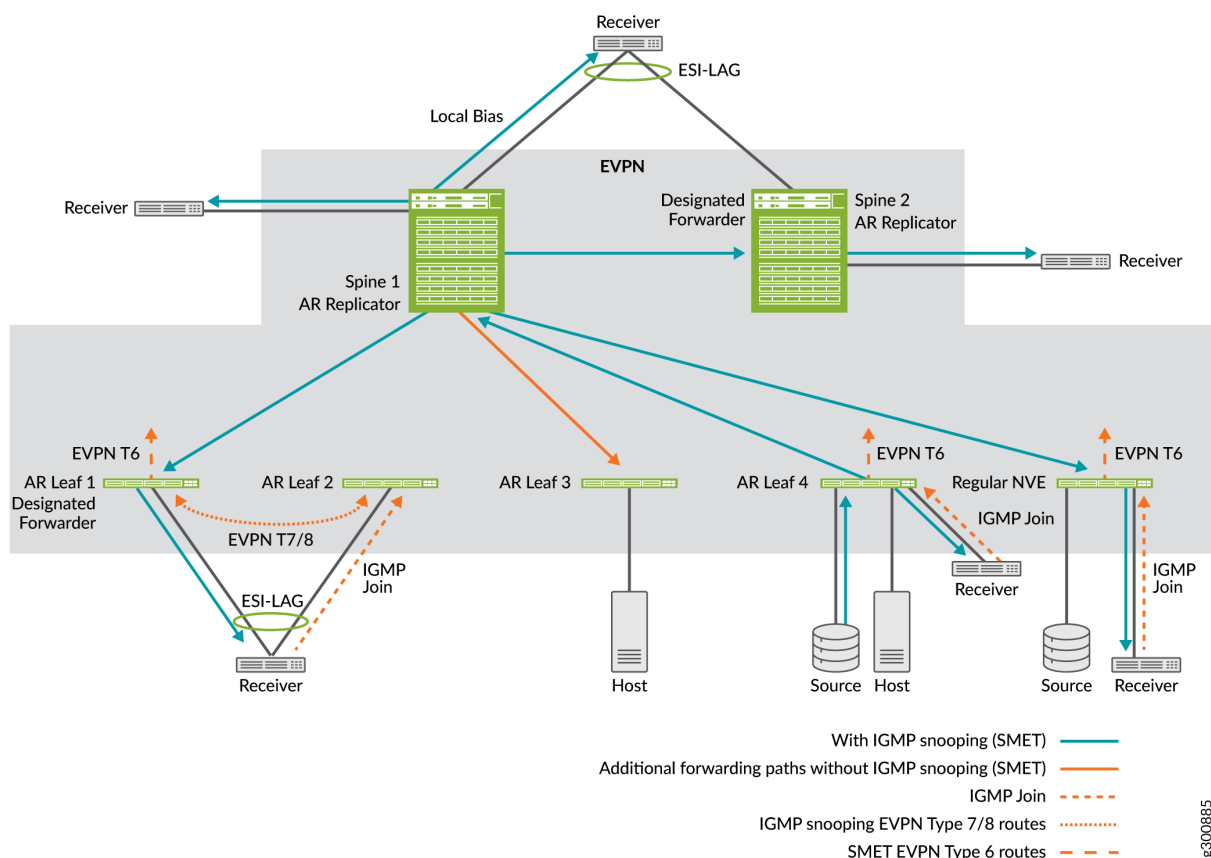 Receiver
ESI-LAG
Local Bias
EVPN
Receiver
Designated
Forwarder
Spine 2
AR Replicator
Receiver
Spine 1
AR Replicator
EVPN T6
EVPN T6
EVPN T6
AR Leaf 1
Designated
Forwarder
AR Leaf 2
AR Leaf 3
AR Leaf 4
Regular NVE
EVPN T7/8
IGMP Join
IGMP
Join
IGMP
Join
ESI-LAG
Receiver
Receiver
Host
Source
Host
Source
Receiver
With IGMP snooping (SMET)
Additional forwarding paths without IGMP snooping (SMET)
IGMP Join
IGMP snooping EVPN Type 7/8 routes
SMET EVPN Type 6 routes
g300885